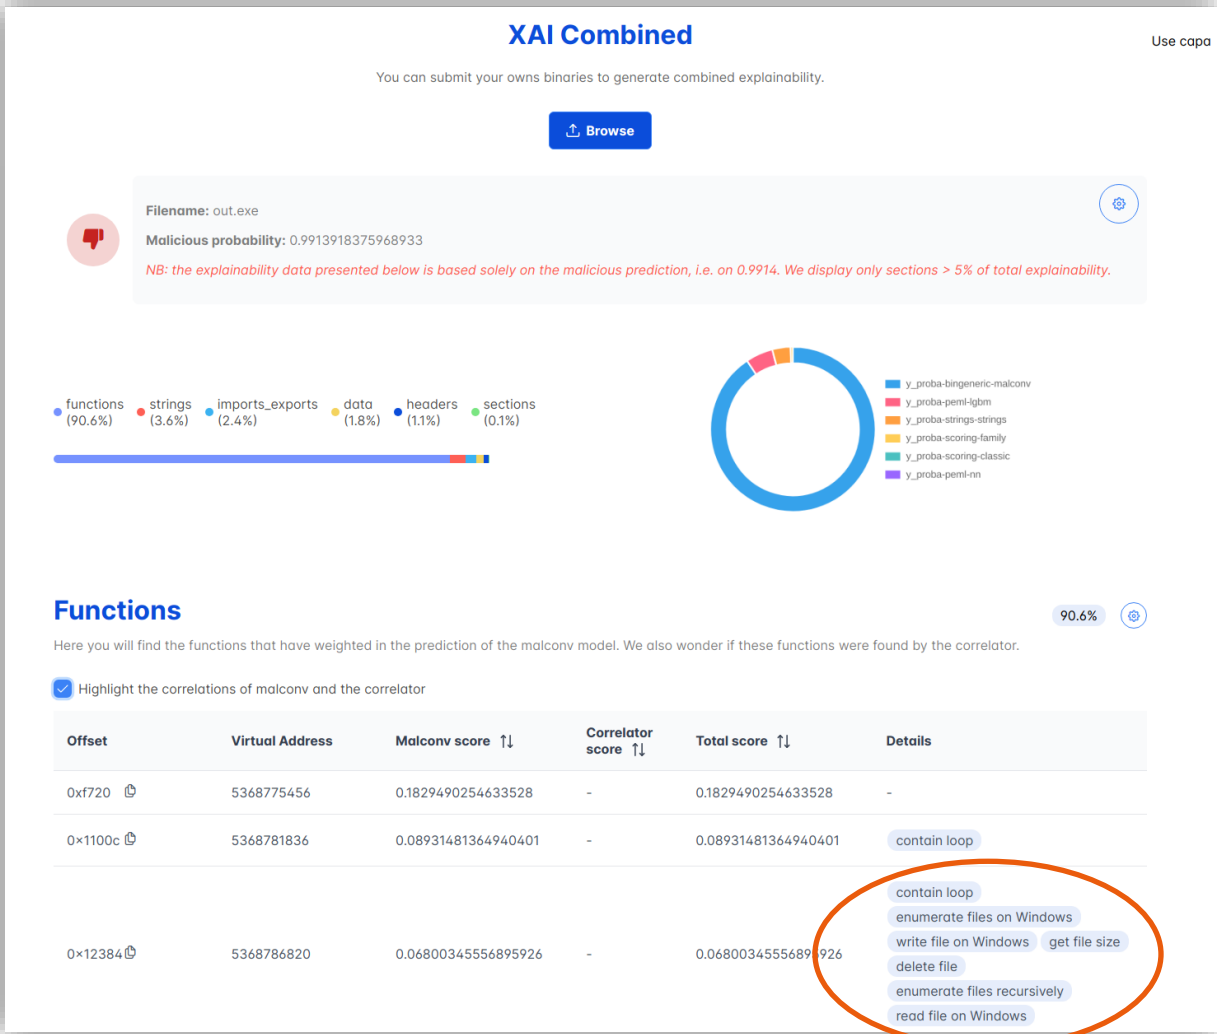 XAI Combined
Use capa
You can submit your owns binaries to generate combined explainability.
Browse
Filename: out.exe
Malicious probability: 0.9913918375968933
NB: the explainability data presented below is based solely on the malicious prediction, i.e. on 0.9914. We display only sections > 5% of total explainability.
functions (90.6%)
strings (3.6%)
imports_exports (2.4%)
data (1.8%)
headers (1.1%)
sections (0.1%)
y_proba-bingeneric-malconv
y_proba-peml-lgbm
y_proba-strings-strings
y_proba-scoring-family
y_proba-scoring-classic
y_proba-peml-nn
Functions
90.6%
Here you will find the functions that have weighted in the prediction of the malconv model. We also wonder if these functions were found by the correlator.
Highlight the correlations of malconv and the correlator
Offset Virtual Address Malconv score Correlator score Total score Details
0xf720 5368775456 0.1829490254633528 - 0.1829490254633528 -
0x1100c 5368781836 0.08931481364940401 - 0.08931481364940401 contain loop
contain loop
enumerate files on Windows
write file on Windows get file size
0x12384 5368786820 0.06800345556895926 - 0.06800345556895926
delete file
enumerate files recursively
read file on Windows